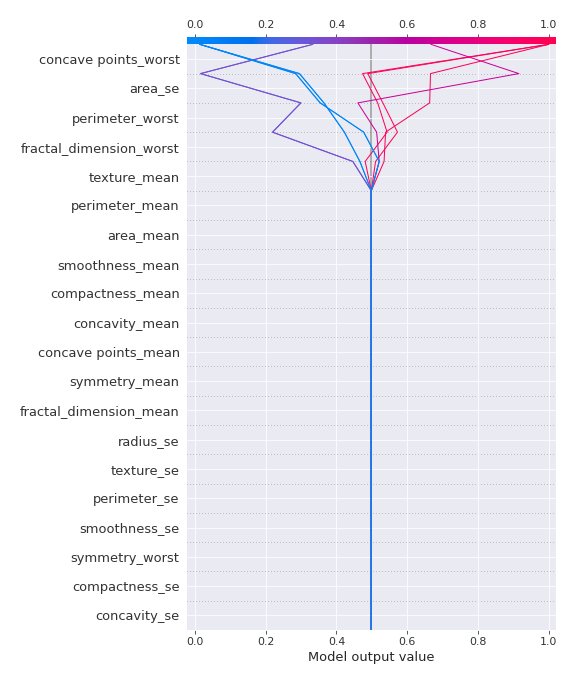 0.0 0.2 0.4 0.6 0.8 1.0
concave points_worst
area_se
perimeter_worst
fractal_dimension_worst
texture_mean
perimeter_mean
area_mean
smoothness_mean
compactness_mean
concavity_mean
concave points_mean
symmetry_mean
fractal_dimension_mean
radius_se
texture_se
perimeter_se
smoothness_se
symmetry_worst
compactness_se
concavity_se
0.0 0.2 0.4 0.6 0.8 1.0
Model output value